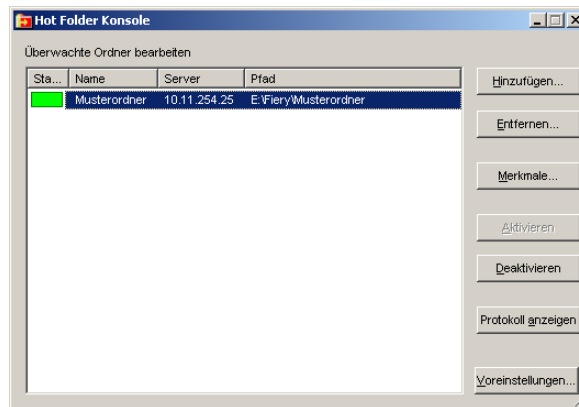 Hot Folder Konsole
Überwachte Ordner bearbeiten
Sta... Name Server Pfad
Musterordner 10.11.254.25 E:\Fiery\Musterordner
Hinzufügen...
Entfernen...
Merkmale...
Aktivieren
Deaktivieren
Protokoll anzeigen
Voreinstellungen...